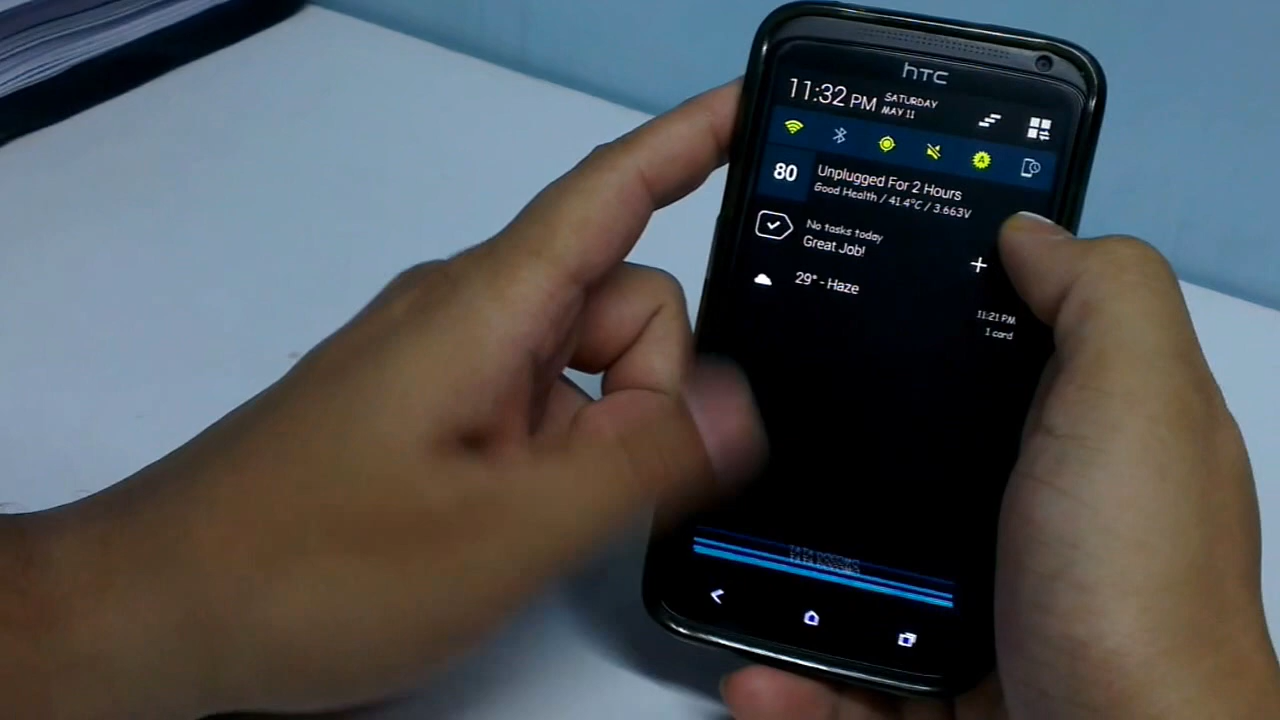 hTC
11:32 PM
SATURDAY
MAY 11
A
80
Unplugged For 2 Hours
Good Health / 41.4°C / 3.663V
No tasks today
Great Job!
29° - Haze
11:21 PM
1 card